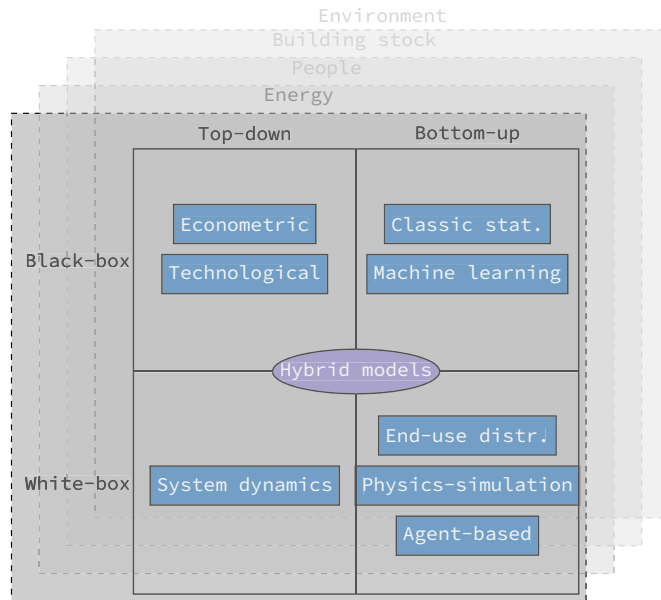 Environment
Building stock
People
Energy
Top-down
Bottom-up
Black-box
Econometric
Technological
Classic stat.
Machine learning
Hybrid models
White-box
System dynamics
End-use distr.
Physics-simulation
Agent-based